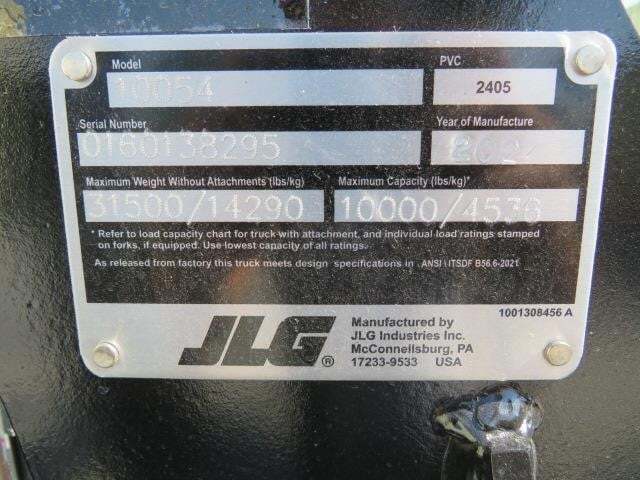 Model
PVC
10054
2405
Serial Number
Year of Manufacture
0160138295
Maximum Weight Without Attachments (lbs/kg)
Maximum Capacity (lbs/kg)*
31500/14290
10000/4536
* Refer to load capacity chart for truck with attachment, and individual load ratings stamped
on forks, if equipped. Use lowest capacity of all ratings.
As released from factory this truck meets design specifications in ANSI \ ITSDF B56.6-2021
1001308456 A
JLG®
Manufactured by
JLG Industries Inc.
McConnellsburg, PA
17233-9533 USA